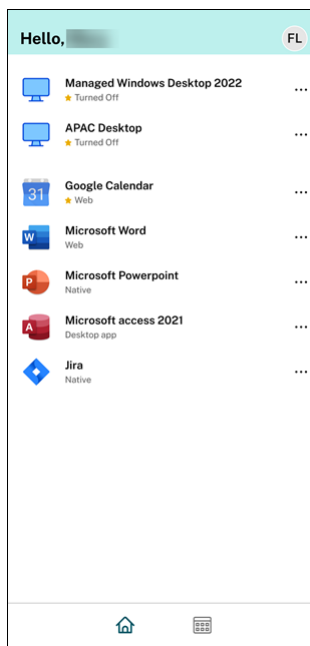 Hello,
FL
Managed Windows Desktop 2022
Turned Off
APAC Desktop
Turned Off
31
Google Calendar
Web
W
Microsoft Word
Web
P
Microsoft Powerpoint
Native
A
Microsoft access 2021
Desktop app
Jira
Native